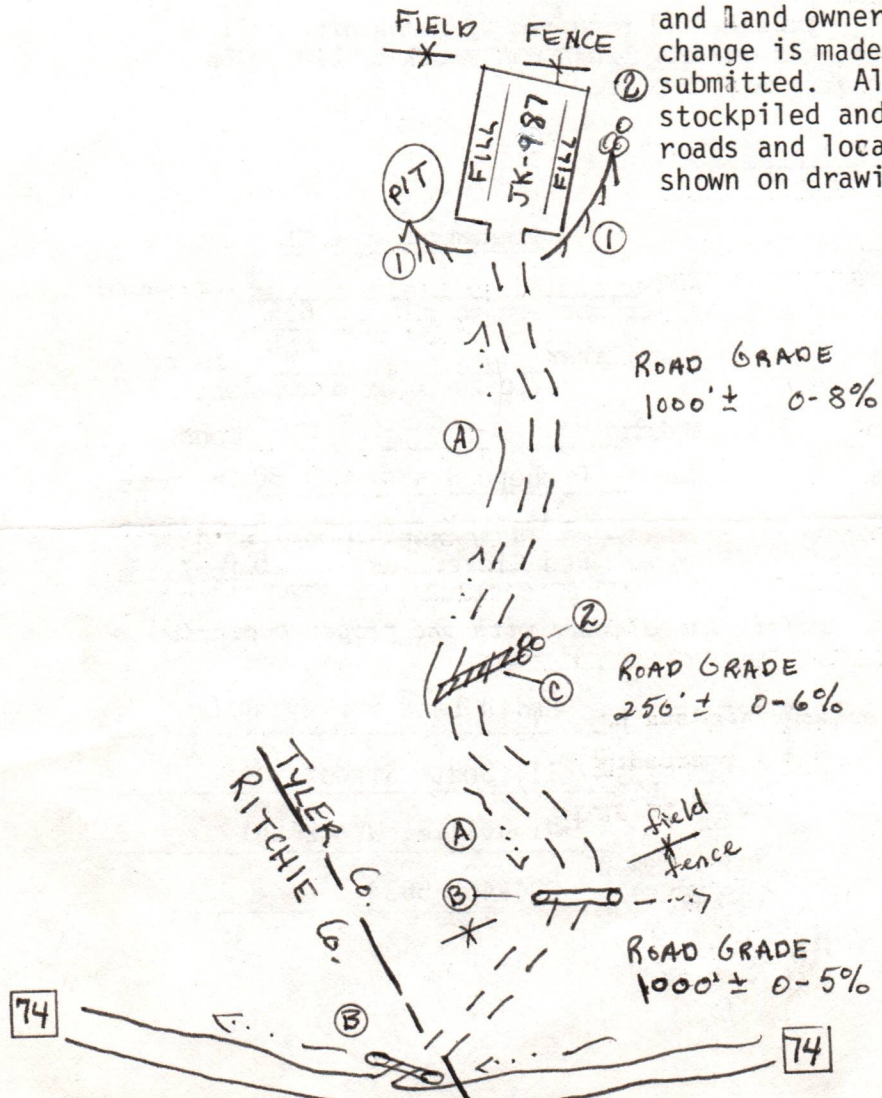 and land owner
change is made
submitted. Al
stockpiled and
roads and loca
shown on drawi
FIELD FENCE
②
PIT
FILL
JK-987
FILL
①
①
ROAD GRADE
1000' ± 0-8%
Ⓐ
②
Ⓒ
ROAD GRADE
250' ± 0-6%
TYLER Co.
RITCHIE Co.
Ⓐ
field
fence
Ⓑ
ROAD GRADE
1000' ± 0-5%
74
Ⓑ
74